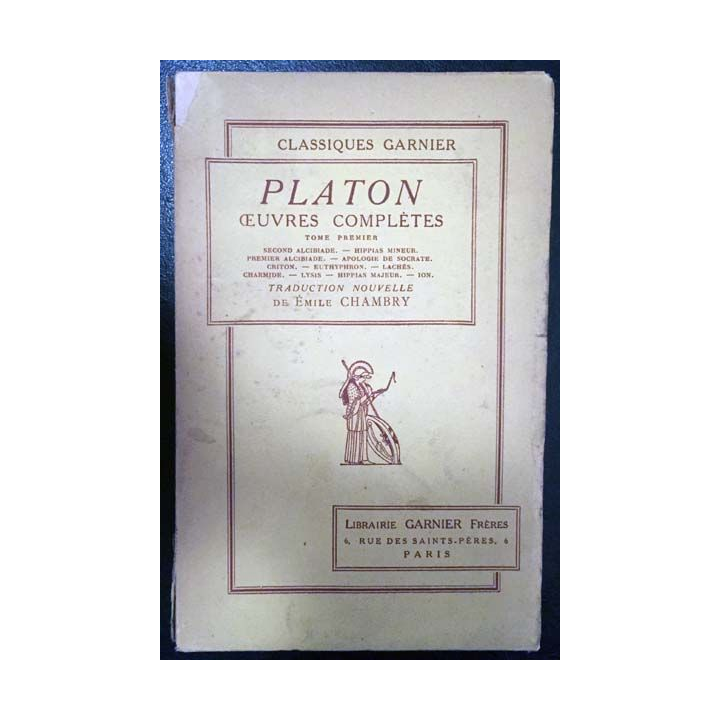 CLASSIQUES GARNIER
PLATON
ŒUVRES COMPLÈTES
TOME PREMIER
SECOND ALCIBIADE. — HIPPIAS MINEUR.
PREMIER ALCIBIADE. — APOLOGIE DE SOCRATE.
CRITON. — EUTHYPHRON. — LACHÈS.
CHARMIDE. — LYSIS — HIPPIAS MAJEUR. — ION.
TRADUCTION NOUVELLE
DE ÉMILE CHAMBRY
LIBRAIRIE GARNIER FRÈRES
6, RUE DES SAINTS-PÈRES, 6
PARIS